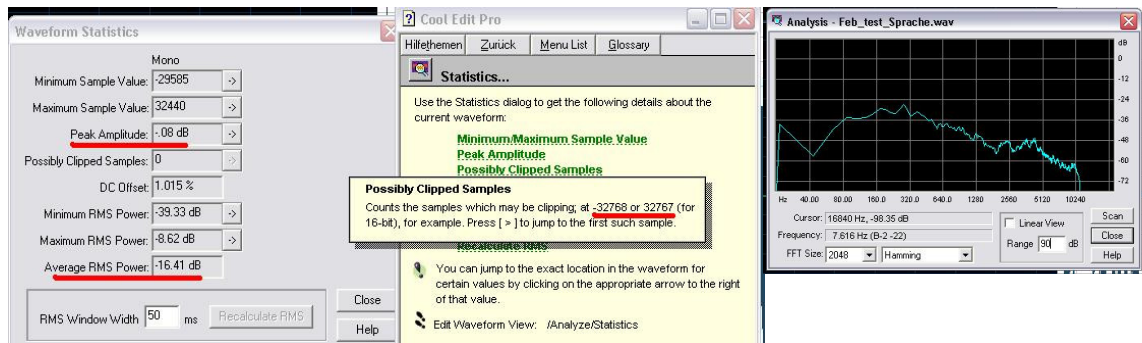 Waveform Statistics
Mono
Minimum Sample Value: -29585 ->
Maximum Sample Value: 32440 ->
Peak Amplitude: -.08 dB ->
Possibly Clipped Samples: 0 ->
DC Offset: 1.015 %
Minimum RMS Power: -39.33 dB ->
Maximum RMS Power: -8.62 dB ->
Average RMS Power: -16.41 dB
RMS Window Width 50 ms Recalculate RMS
Close
Help
Cool Edit Pro
Hilfethemen Zurück Menu List Glossary
Statistics...
Use the Statistics dialog to get the following details about the
current waveform:
Minimum/Maximum Sample Value
Peak Amplitude
Possibly Clipped Samples
Possibly Clipped Samples
Counts the samples which may be clipping; at -32768 or 32767 (for
16-bit), for example. Press [ > ] to jump to the first such sample.
Recalculate RMS
You can jump to the exact location in the waveform for
certain values by clicking on the appropriate arrow to the right
of that value.
Edit Waveform View: /Analyze/Statistics
Analysis - Feb_test_Sprache.wav
dB
0
-12
-24
-36
-48
-60
-72
Hz 40.00 80.00 160.0 320.0 640.0 1280 2560 5120 10240
Cursor: 16840 Hz, -98.35 dB
Frequency: 7.616 Hz (B-2 -22)
FFT Size: 2048 Hamming
Linear View
Range 90 dB
Scan
Close
Help